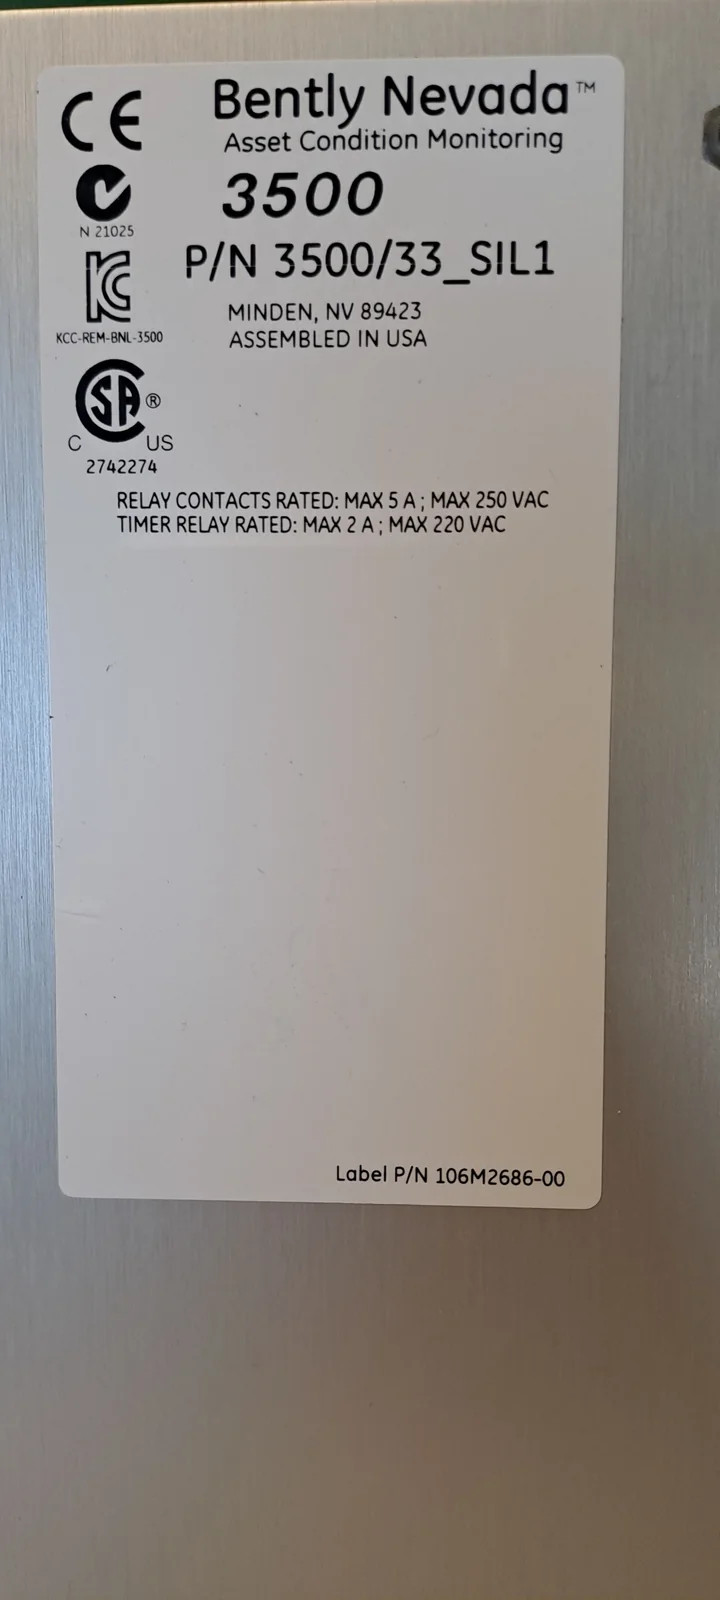 CE
Bently Nevada™
Asset Condition Monitoring
3500
N 21025
P/N 3500/33_SIL1
KC
KCC-REM-BNL-3500
MINDEN, NV 89423
ASSEMBLED IN USA
SA ®
C US
2742274
RELAY CONTACTS RATED: MAX 5 A ; MAX 250 VAC
TIMER RELAY RATED: MAX 2 A ; MAX 220 VAC
Label P/N 106M2686-00